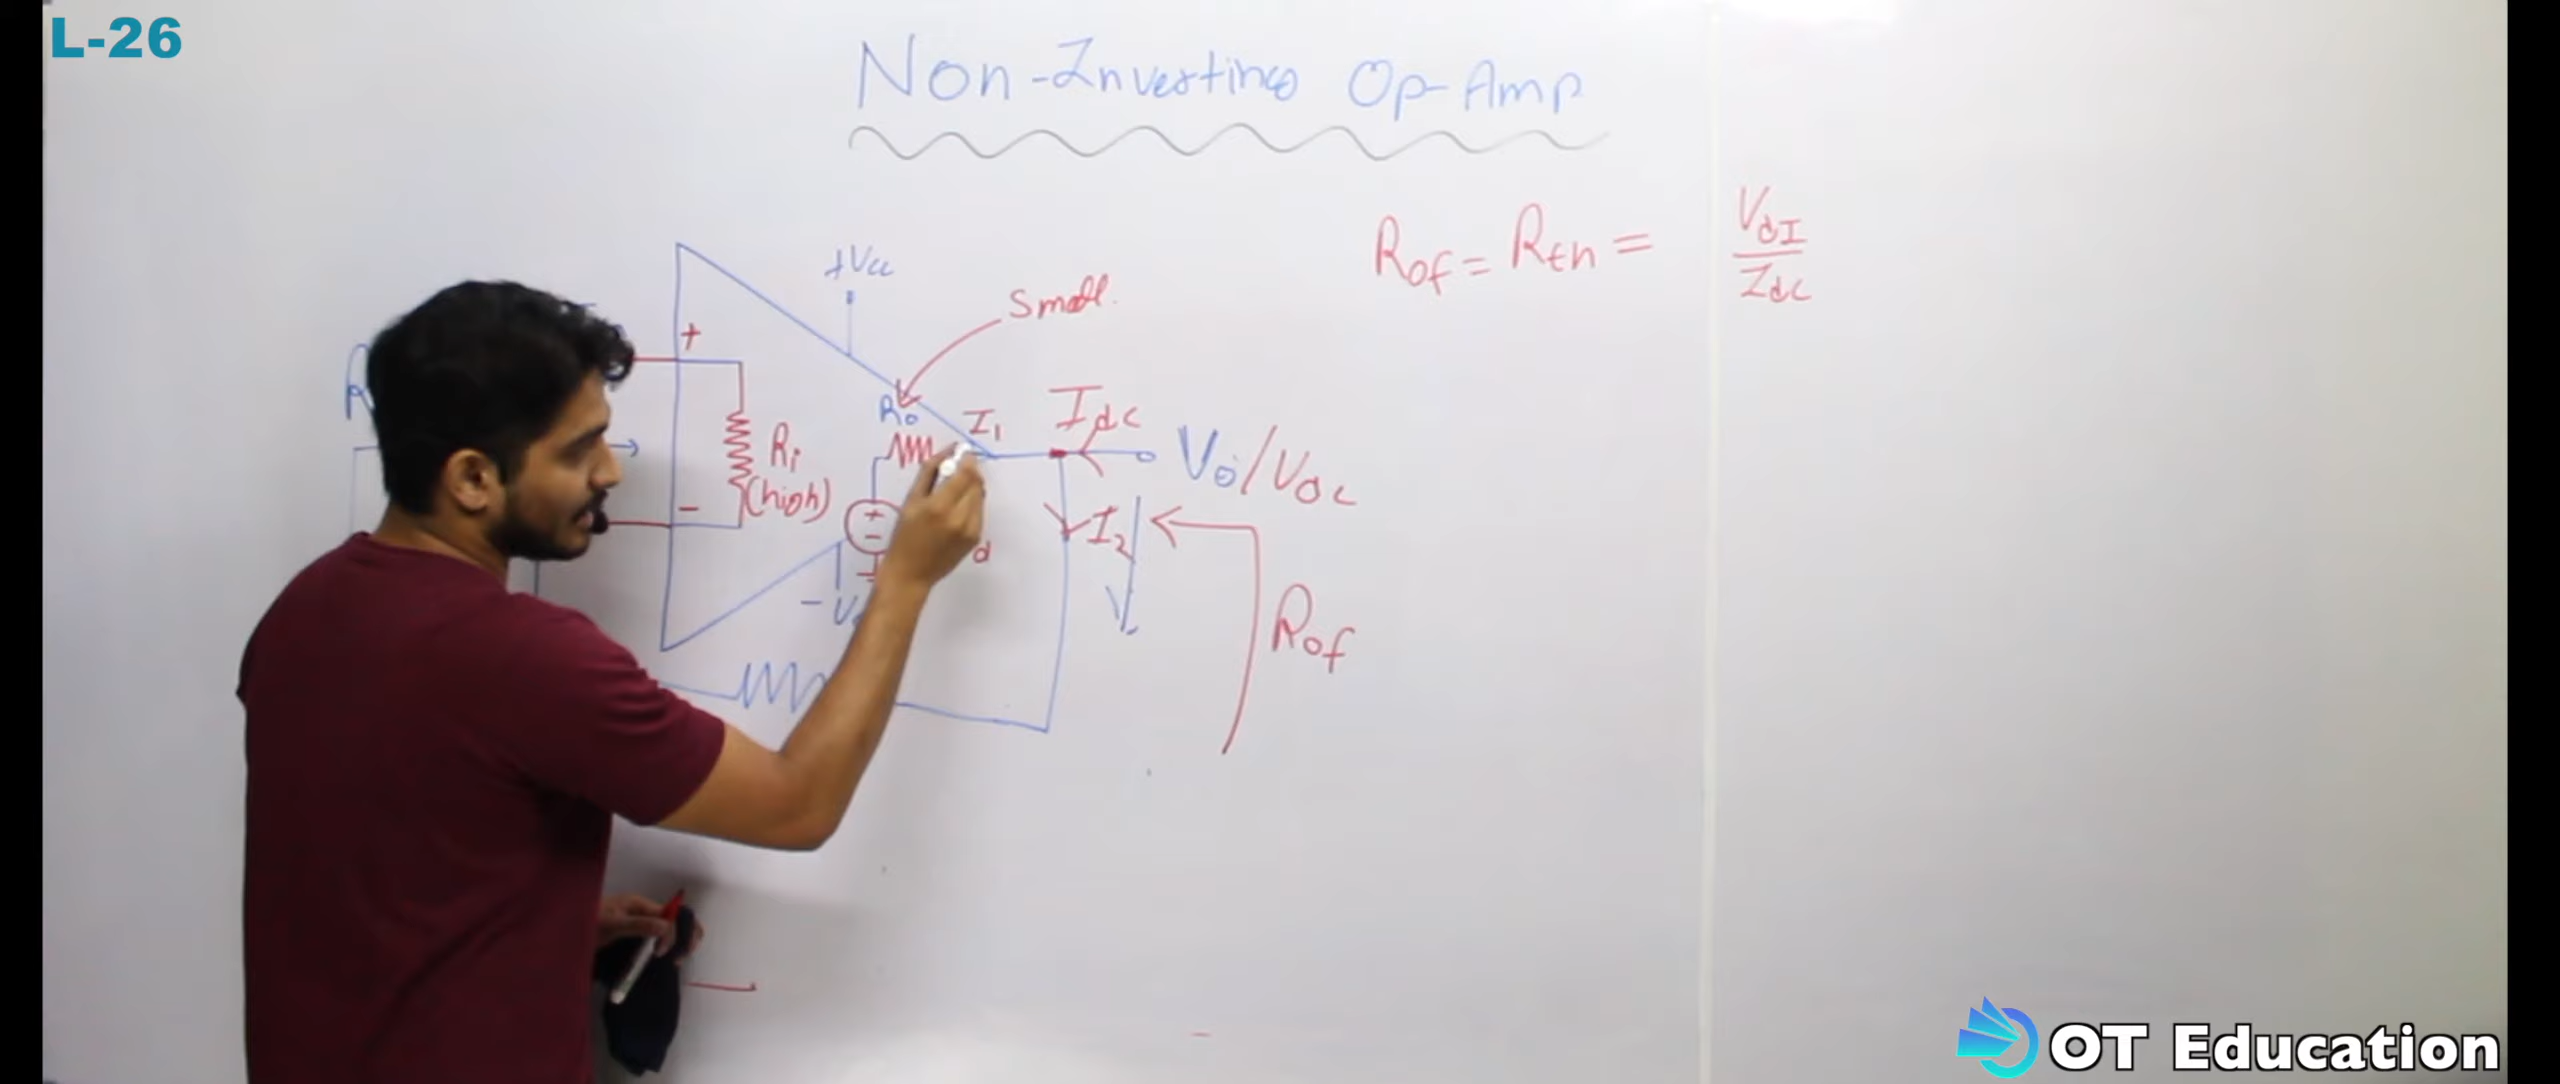 L-26
Non-Inverting Op-Amp
Rof = Rth = VdI / Idc
+Vcc
Small.
+
Ro
I1
Idc
Vo/Vdc
Ri
(high)
-
+
-
I2
d
-V
Rof
OT Education